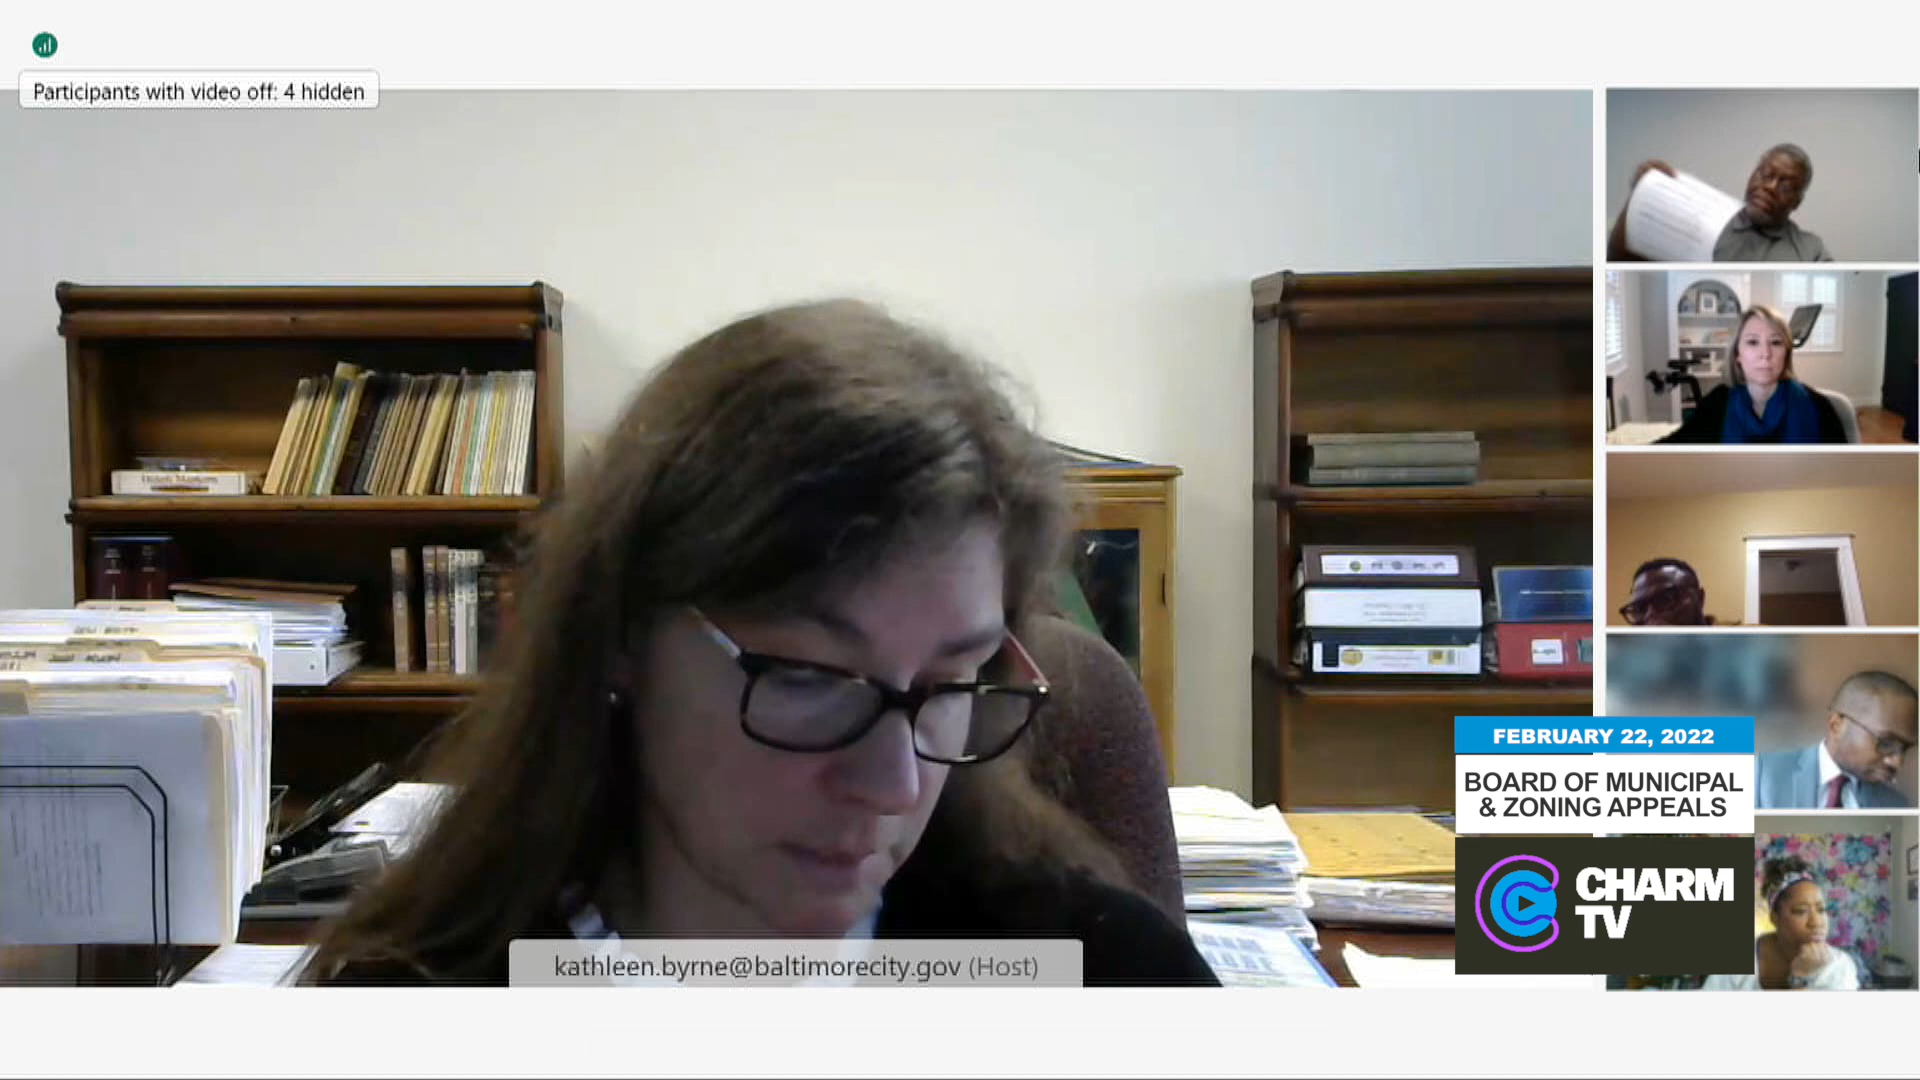 Participants with video off: 4 hidden
kathleen.byrne@baltimorecity.gov (Host)
FEBRUARY 22, 2022
BOARD OF MUNICIPAL
& ZONING APPEALS
CHARM
TV